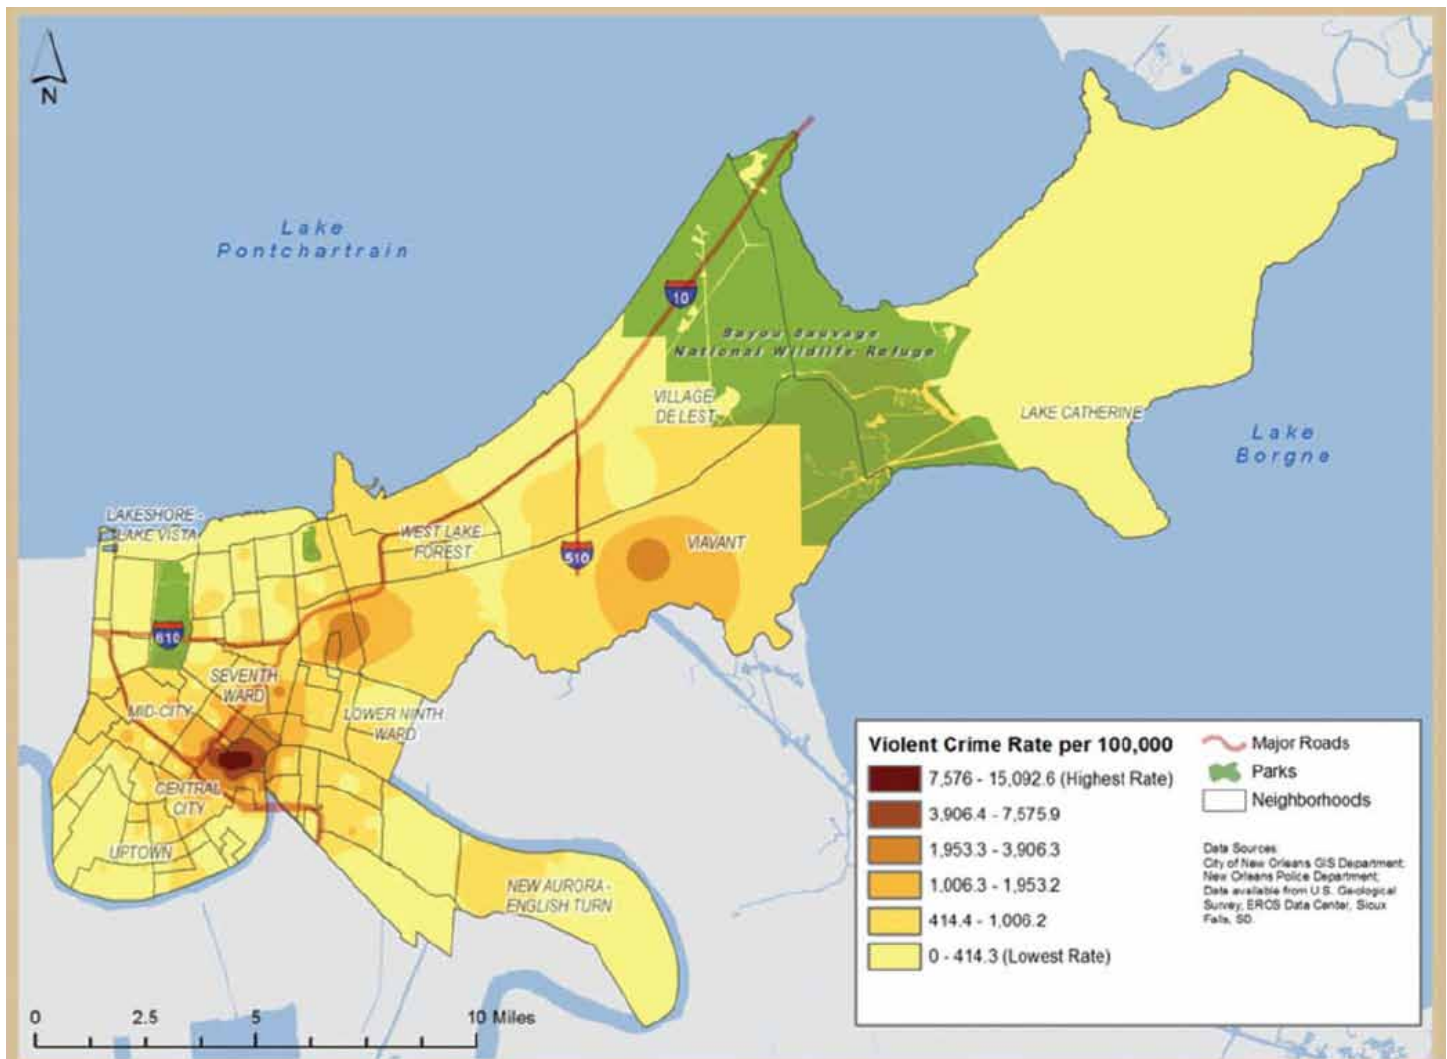 N
Lake
Pontchartrain
10
Bayou Sauvage
National Wildlife Refuge
VILLAGE
DE LEST
LAKE CATHERINE
Lake
Borgne
LAKESHORE -
LAKE VISTA
WEST LAKE
FOREST
510
VIAVANT
610
SEVENTH
WARD
MID-CITY
LOWER NINTH
WARD
CENTRAL
CITY
UPTOWN
NEW AURORA -
ENGLISH TURN
0 2.5 5 10 Miles
Violent Crime Rate per 100,000
7,576 - 15,092.6 (Highest Rate)
3,906.4 - 7,575.9
1,953.3 - 3,906.3
1,006.3 - 1,953.2
414.4 - 1,006.2
0 - 414.3 (Lowest Rate)
Major Roads
Parks
Neighborhoods
Data Sources:
City of New Orleans GIS Department;
New Orleans Police Department;
Data available from U.S. Geological
Survey, EROS Data Center, Sioux
Falls, SD.